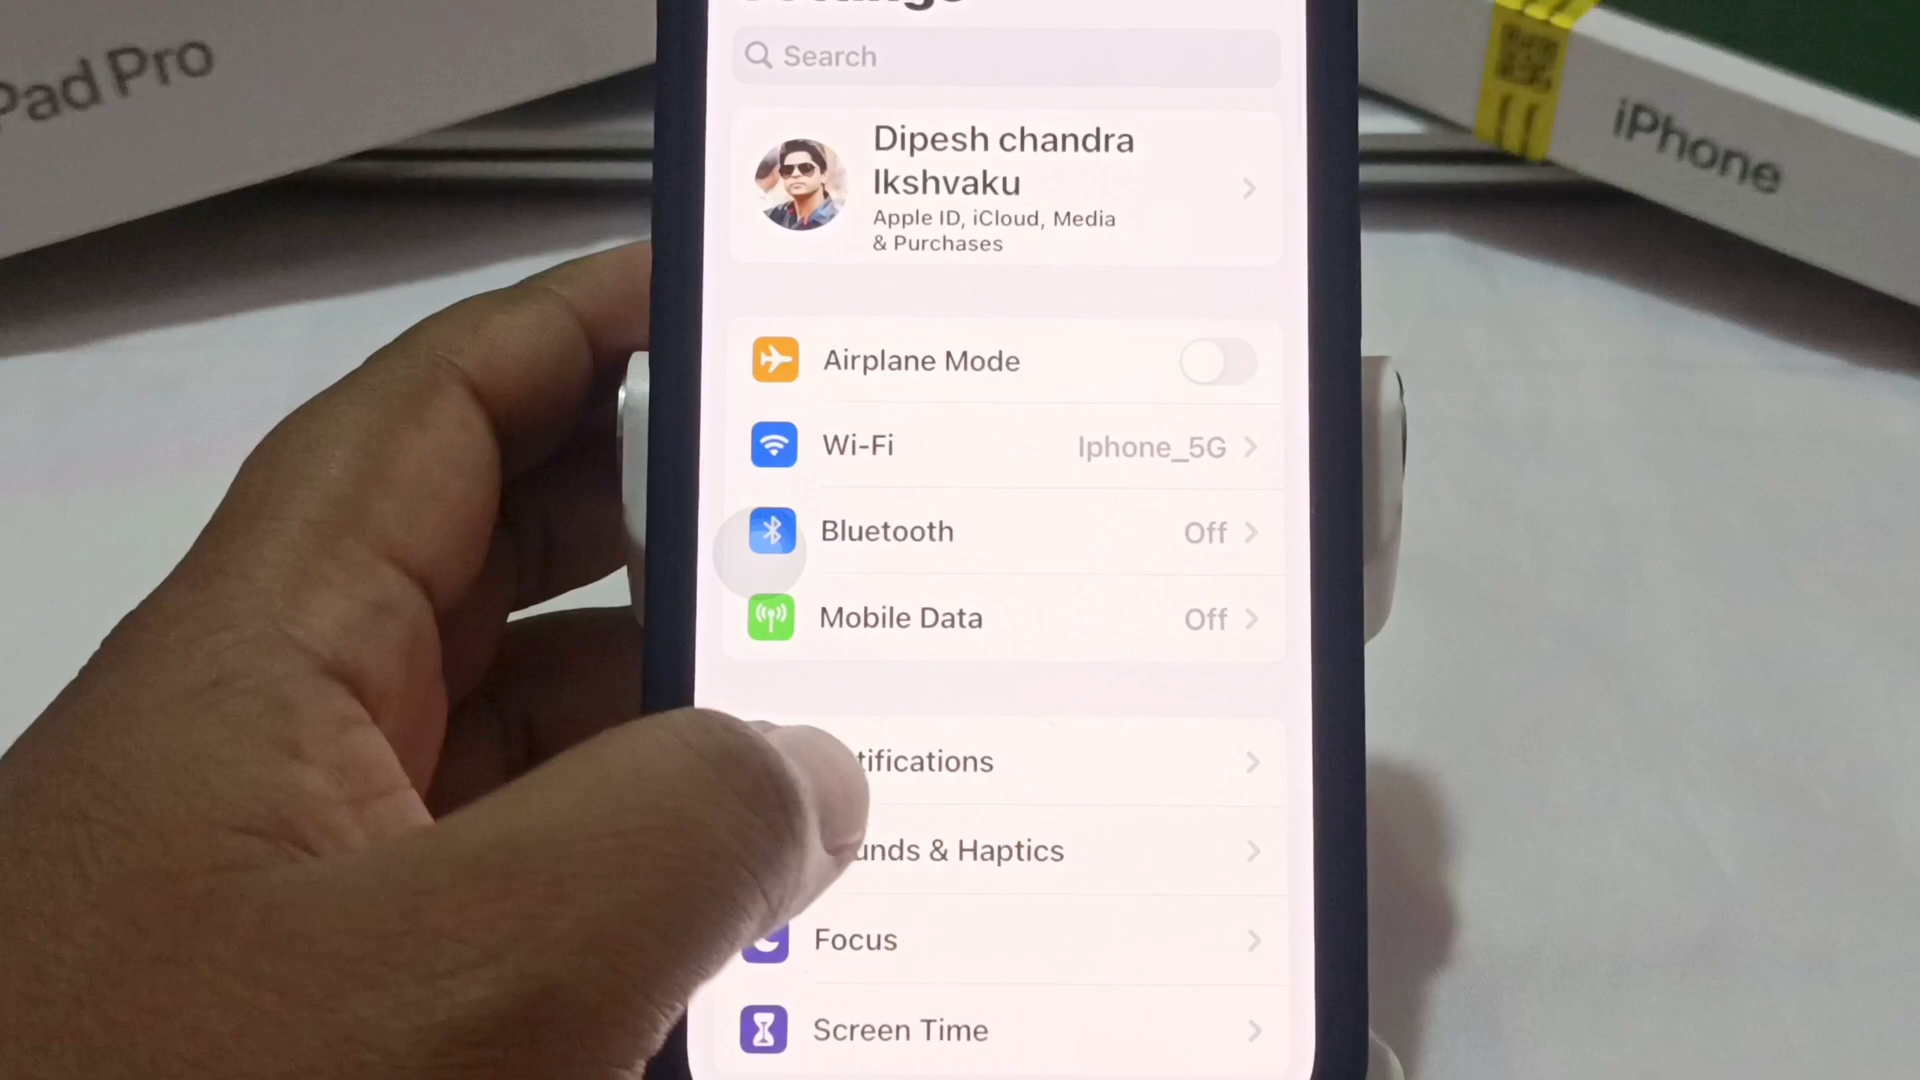 Pad Pro
iPhone
Settings
Search
Dipesh chandra
Ikshvaku
Apple ID, iCloud, Media
& Purchases
Airplane Mode
Wi-Fi
Iphone_5G
Bluetooth
Off
Mobile Data
Off
tifications
unds & Haptics
Focus
Screen Time